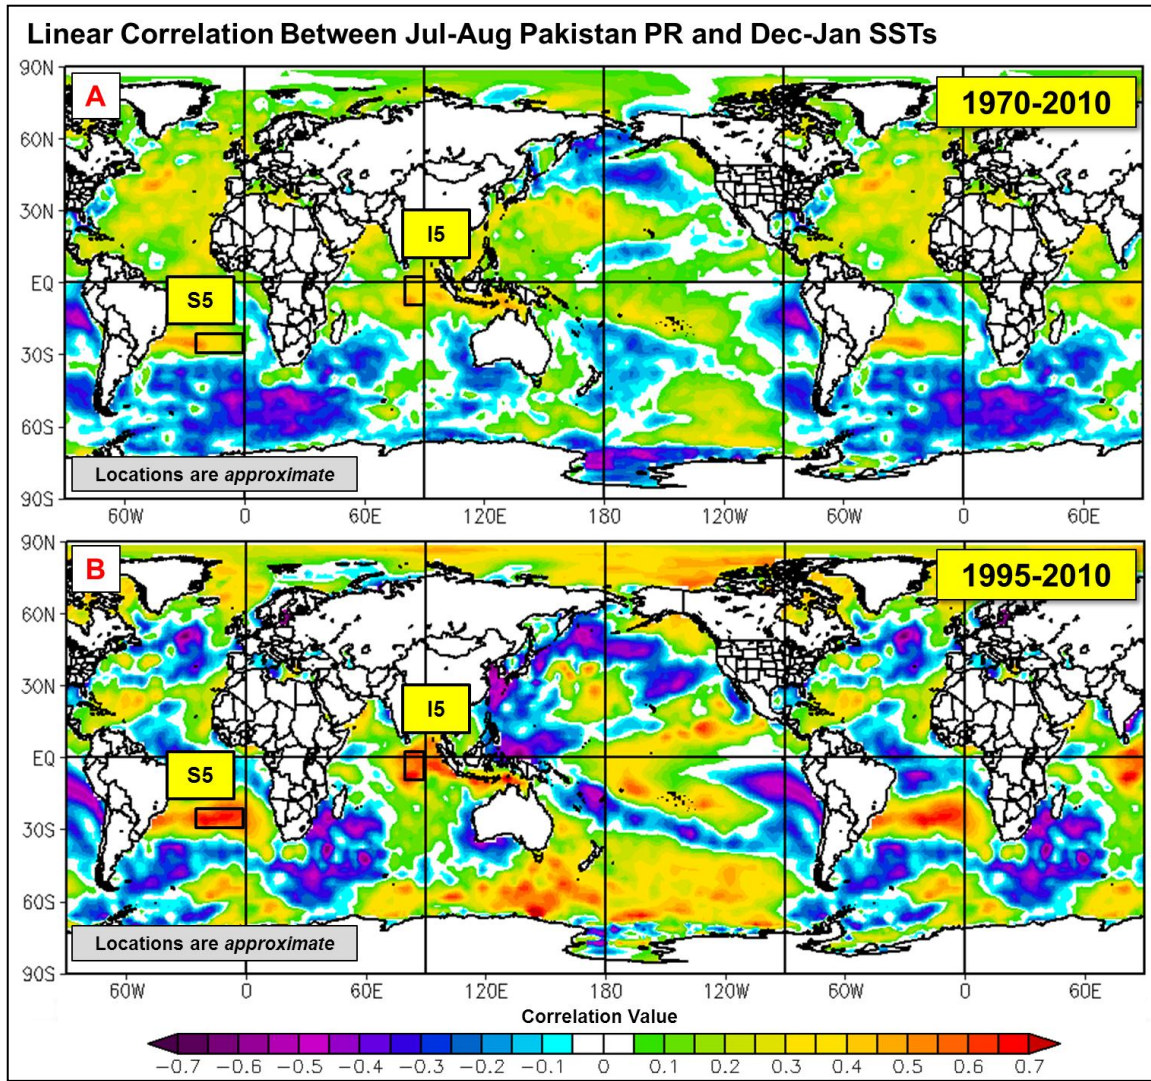 Linear Correlation Between Jul-Aug Pakistan PR and Dec-Jan SSTs
A
1970-2010
90N
60N
30N
EQ
30S
60S
90S
I5
S5
Locations are approximate
60W 0 60E 120E 180 120W 60W 0 60E
B
1995-2010
90N
60N
30N
EQ
30S
60S
90S
I5
S5
Locations are approximate
60W 0 60E 120E 180 120W 60W 0 60E
Correlation Value
-0.7 -0.6 -0.5 -0.4 -0.3 -0.2 -0.1 0 0.1 0.2 0.3 0.4 0.5 0.6 0.7